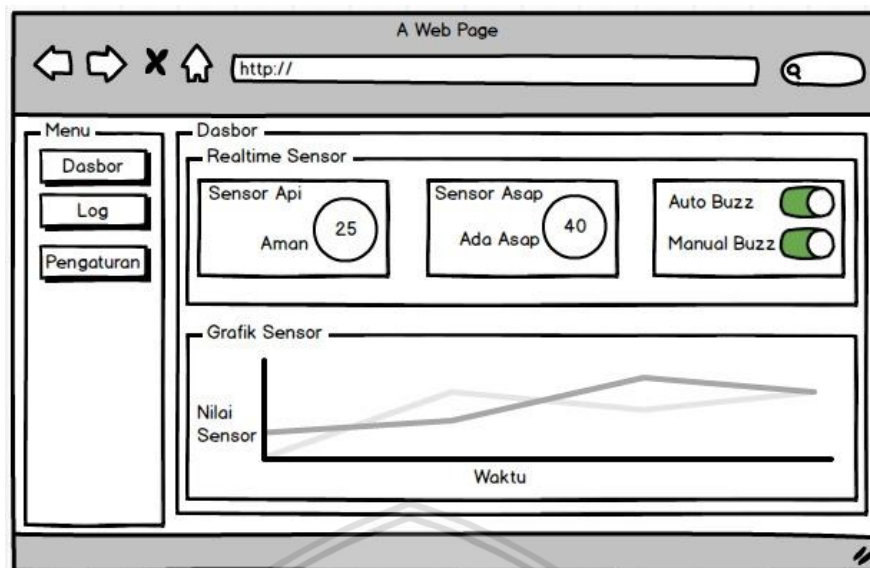 A Web Page
http://
Menu
Dasbor
Log
Pengaturan
Dasbor
Realtime Sensor
Sensor Api
Aman
25
Sensor Asap
Ada Asap
40
Auto Buzz
Manual Buzz
Grafik Sensor
Nilai
Sensor
Waktu